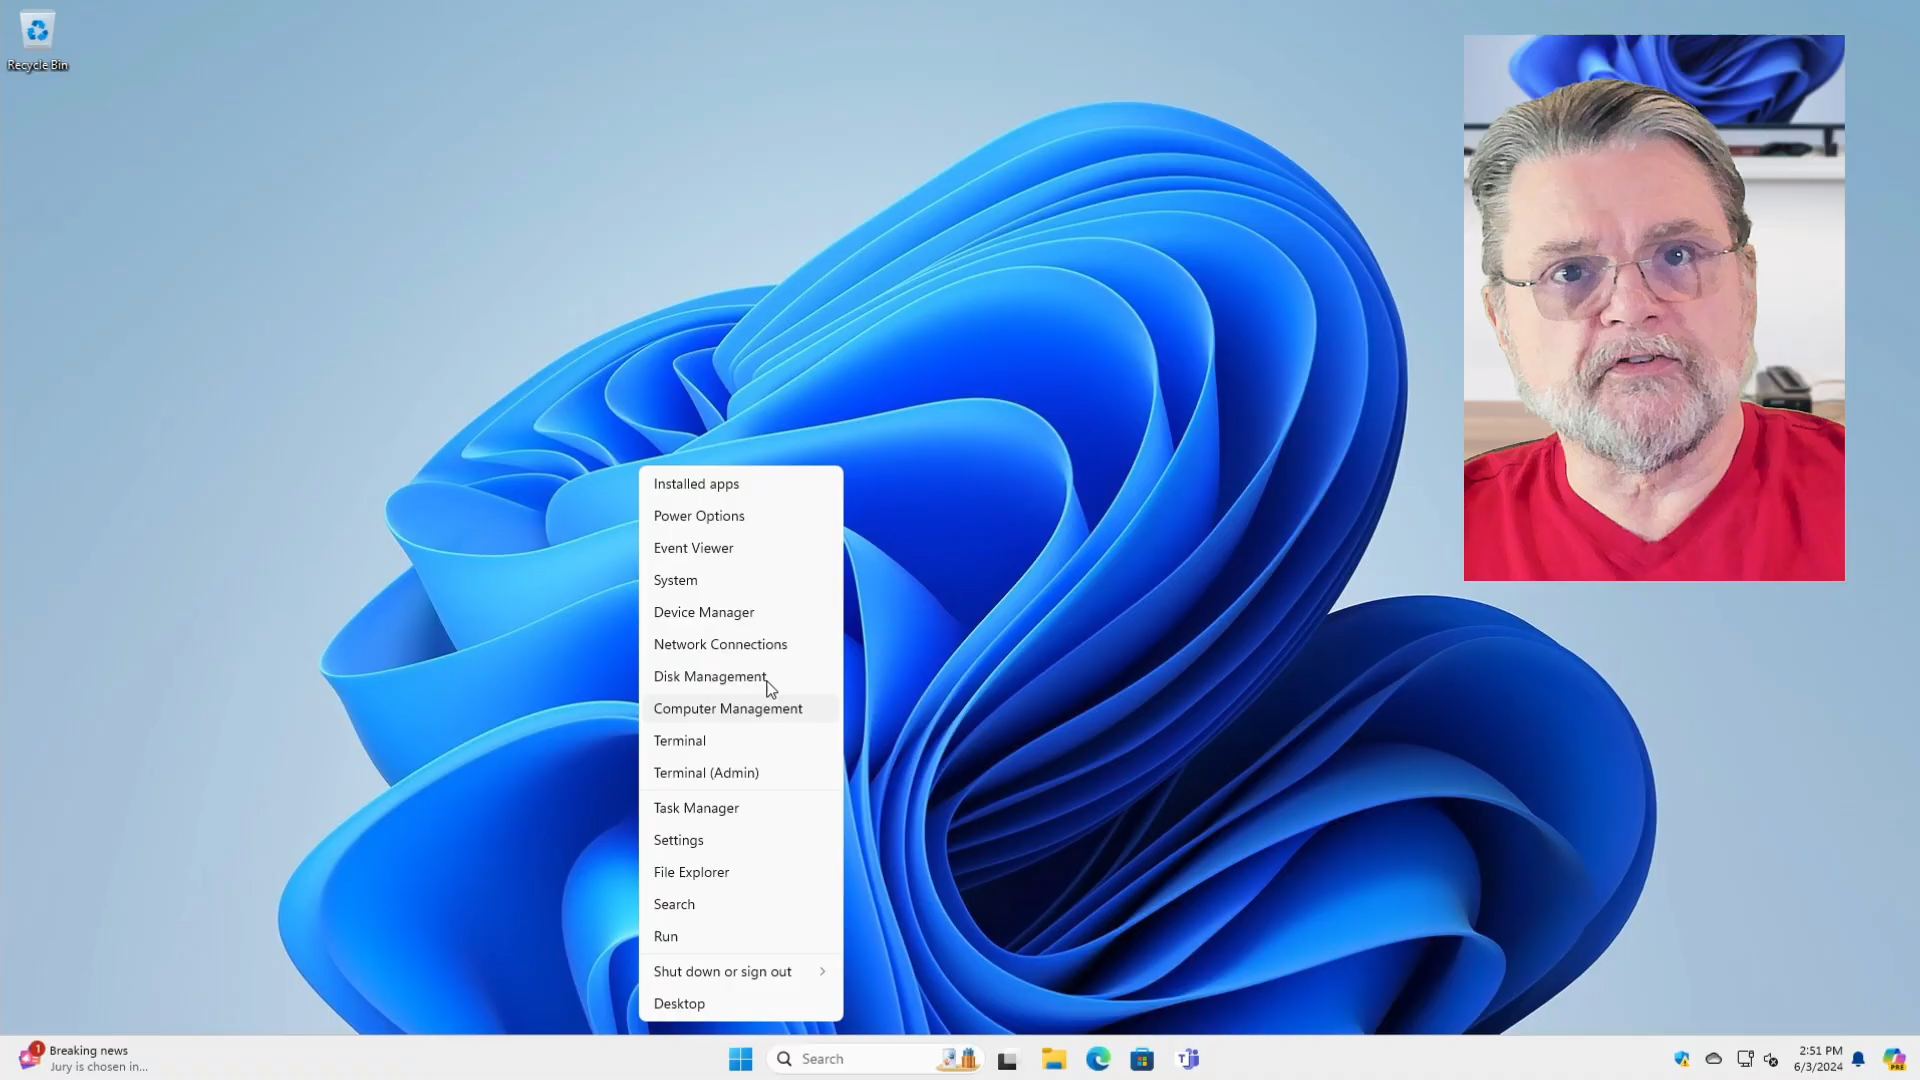 Recycle Bin
Installed apps
Power Options
Event Viewer
System
Device Manager
Network Connections
Disk Management
Computer Management
Terminal
Terminal (Admin)
Task Manager
Settings
File Explorer
Search
Run
Shut down or sign out
Desktop
1
Breaking news
Jury is chosen in...
Search
2:51 PM
6/3/2024
PRE